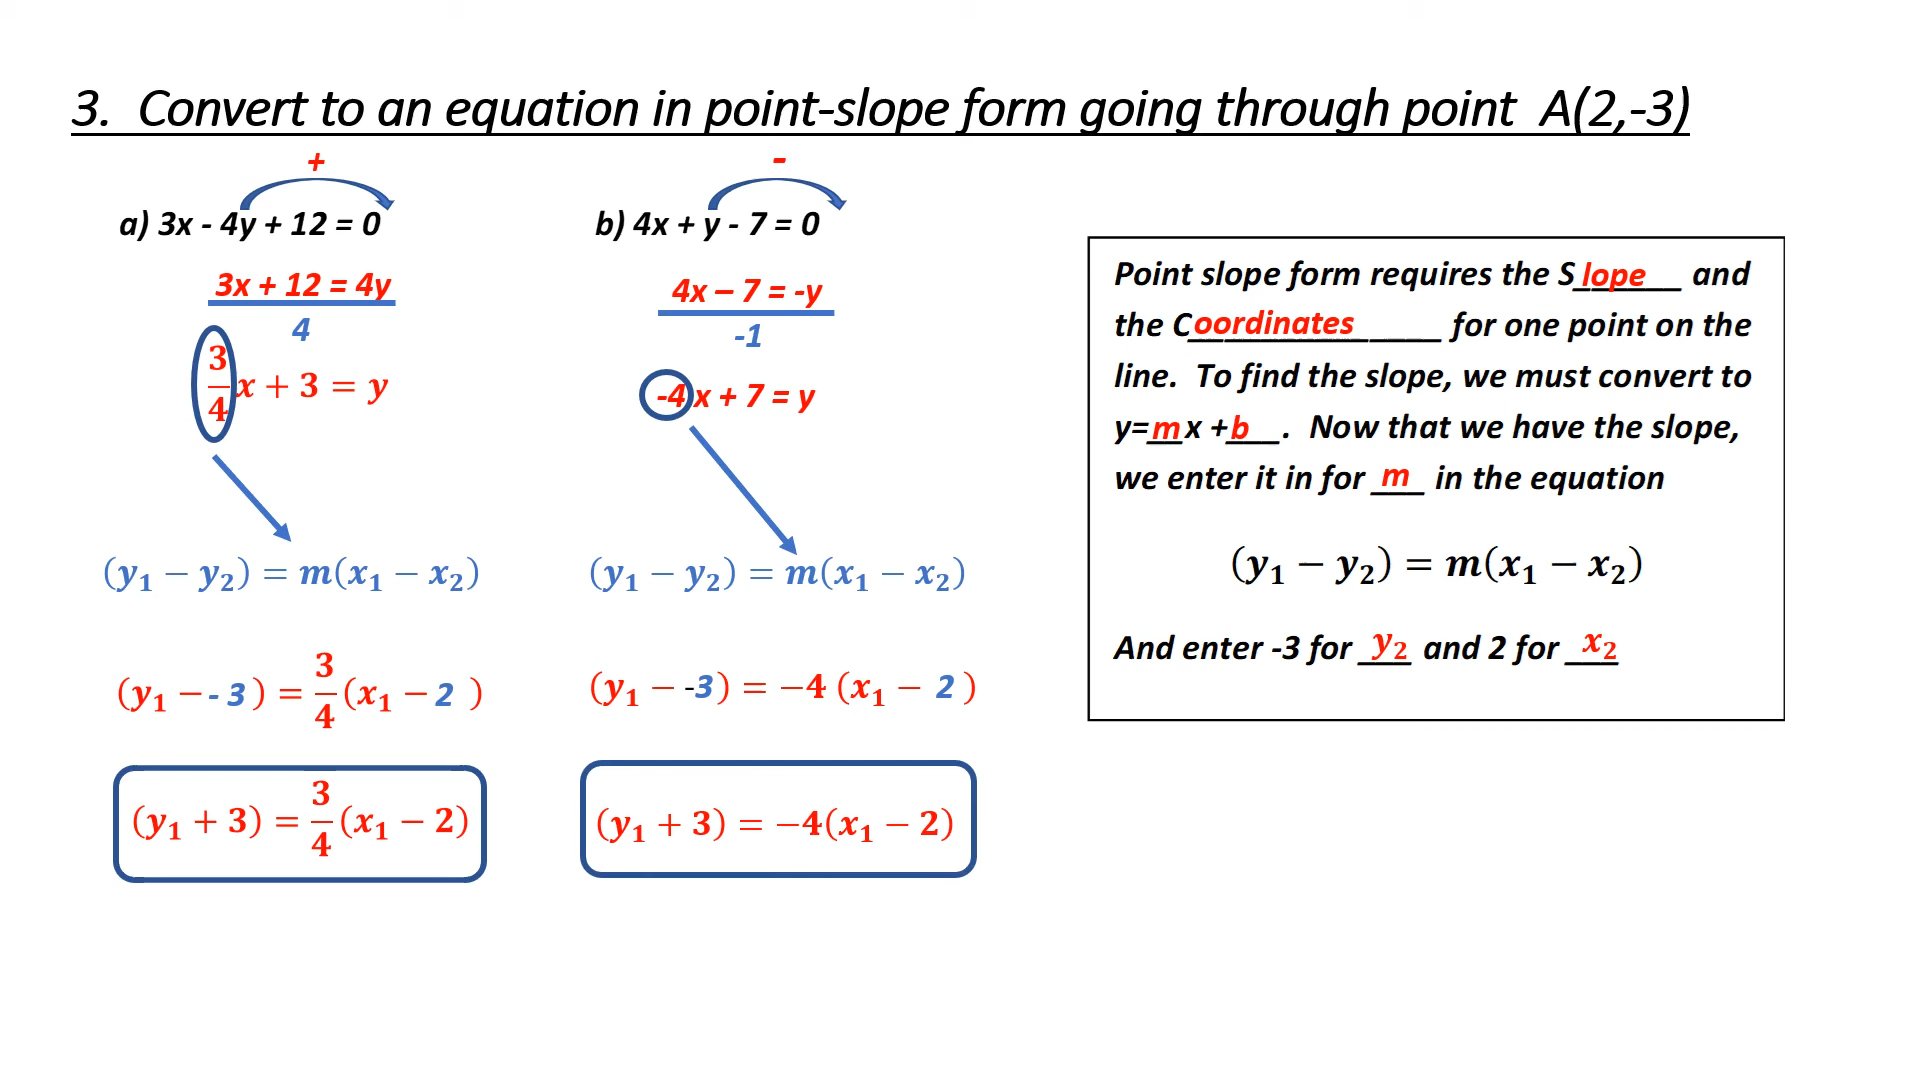 3. Convert to an equation in point-slope form going through point A(2,-3)
+
a) 3x - 4y + 12 = 0
3x + 12 = 4y
4
3/4 x + 3 = y
(y₁ − y₂) = m(x₁ − x₂)
(y₁ − - 3 ) = 3/4 (x₁ − 2 )
(y₁ + 3) = 3/4 (x₁ − 2)
-
b) 4x + y - 7 = 0
4x – 7 = -y
-1
-4 x + 7 = y
(y₁ − y₂) = m(x₁ − x₂)
(y₁ − -3) = −4 (x₁ − 2 )
(y₁ + 3) = −4(x₁ − 2)
Point slope form requires the Slope and
the Coordinates for one point on the
line. To find the slope, we must convert to
y=mx +b. Now that we have the slope,
we enter it in for m in the equation
(y₁ − y₂) = m(x₁ − x₂)
And enter -3 for y₂ and 2 for x₂